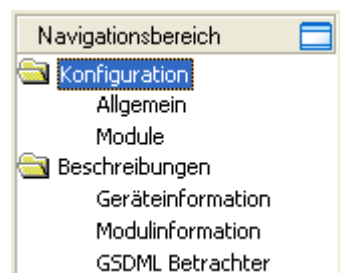 Navigationsbereich
Konfiguration
Allgemein
Module
Beschreibungen
Geräteinformation
Modulinformation
GSDML Betrachter